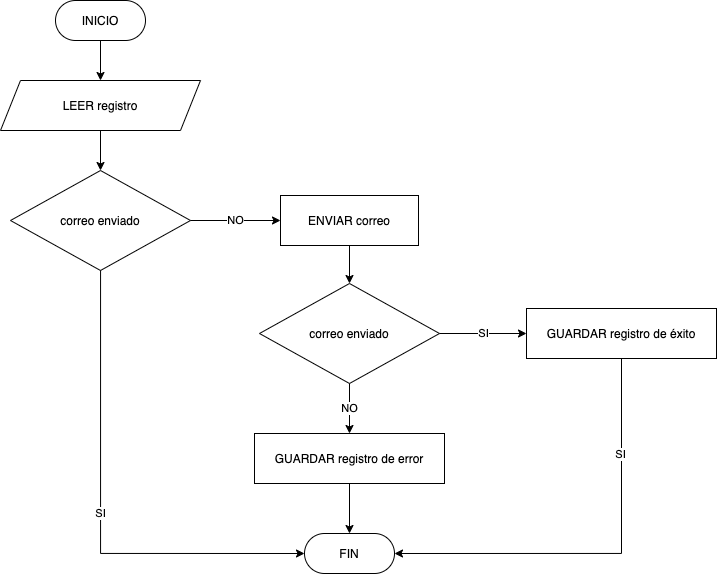 INICIO
LEER registro
correo enviado
NO
ENVIAR correo
correo enviado
SI
GUARDAR registro de éxito
NO
GUARDAR registro de error
SI
SI
FIN